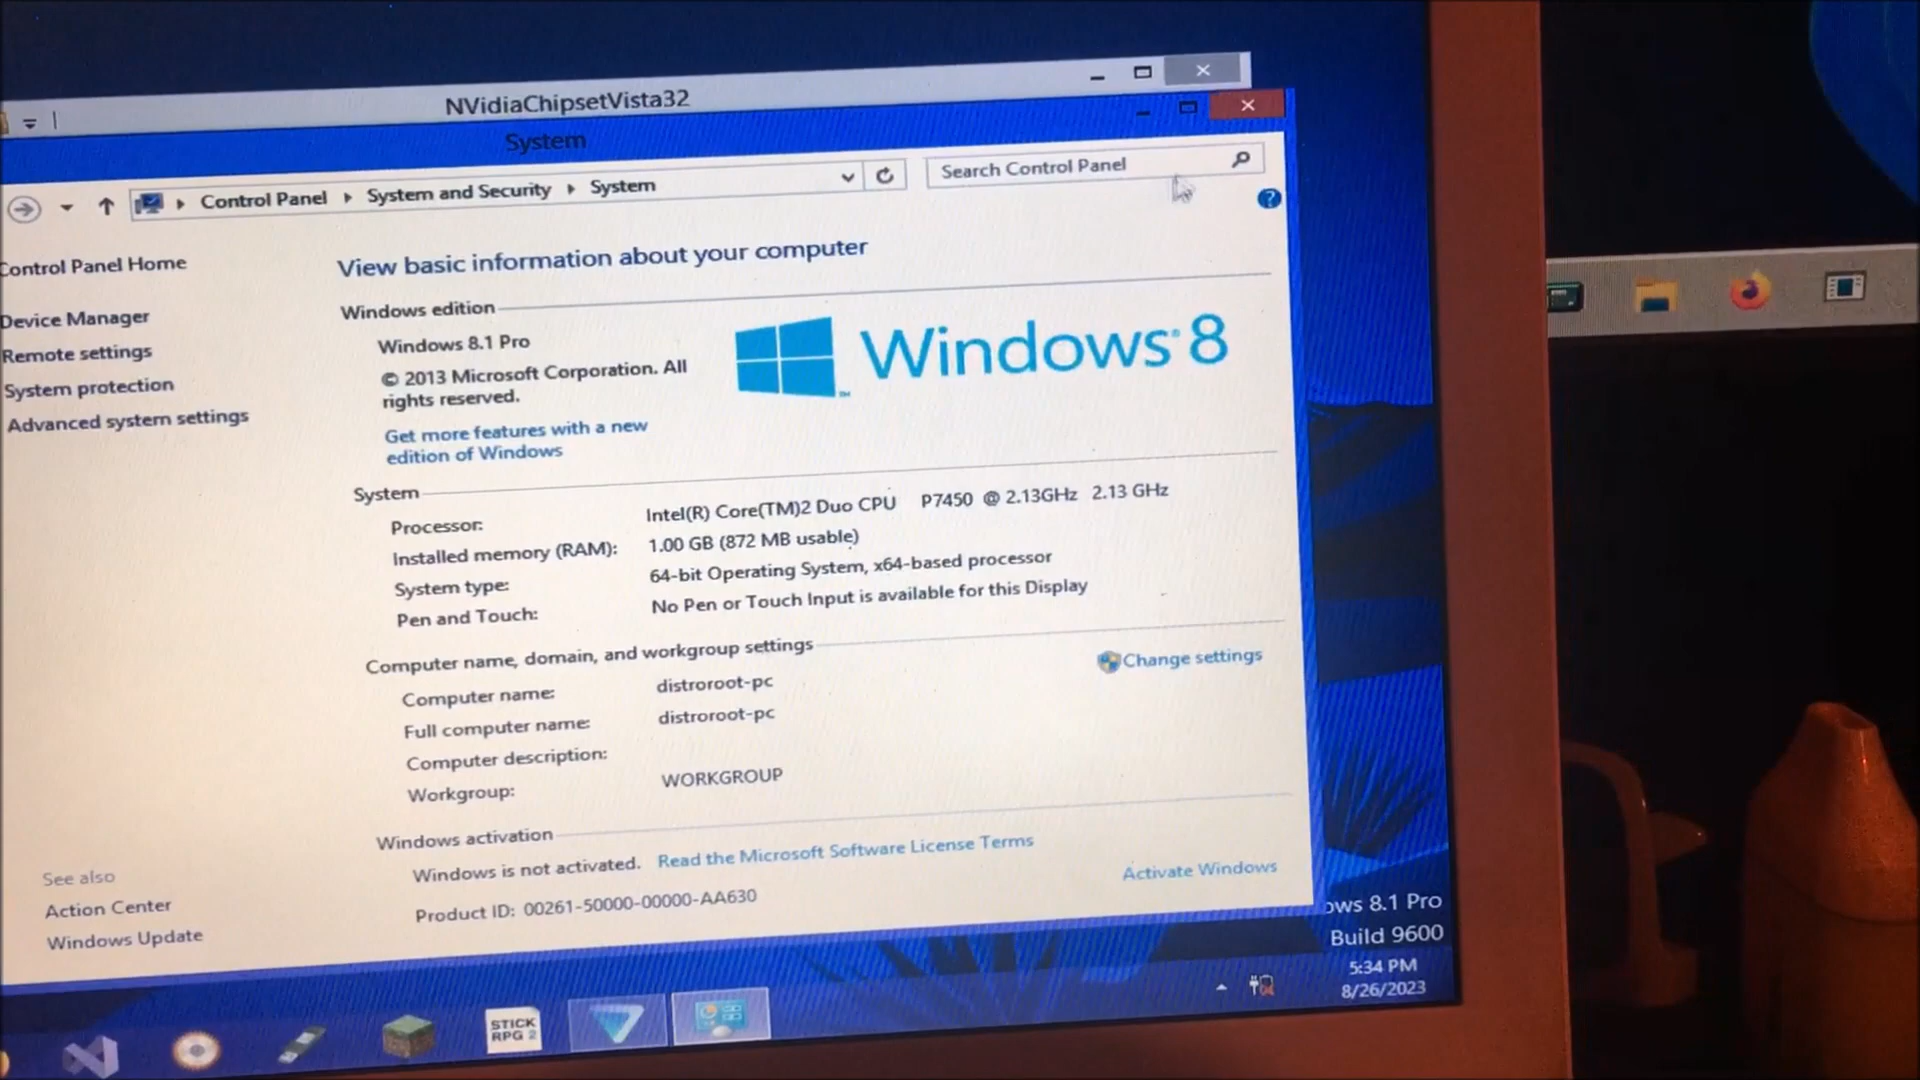 NVidiaChipsetVista32
System
Control Panel System and Security System
Search Control Panel
Control Panel Home
Device Manager
Remote settings
System protection
Advanced system settings
See also
Action Center
Windows Update
View basic information about your computer
Windows edition
Windows 8.1 Pro
© 2013 Microsoft Corporation. All
rights reserved.
Get more features with a new
edition of Windows
Windows® 8
System
Processor: Intel(R) Core(TM)2 Duo CPU P7450 @ 2.13GHz 2.13 GHz
Installed memory (RAM): 1.00 GB (872 MB usable)
System type: 64-bit Operating System, x64-based processor
Pen and Touch: No Pen or Touch Input is available for this Display
Computer name, domain, and workgroup settings
Computer name: distroroot-pc
Change settings
Full computer name: distroroot-pc
Computer description:
Workgroup: WORKGROUP
Windows activation
Windows is not activated. Read the Microsoft Software License Terms
Product ID: 00261-50000-00000-AA630
Activate Windows
ows 8.1 Pro
Build 9600
5:34 PM
8/26/2023
STICK
RPG 2